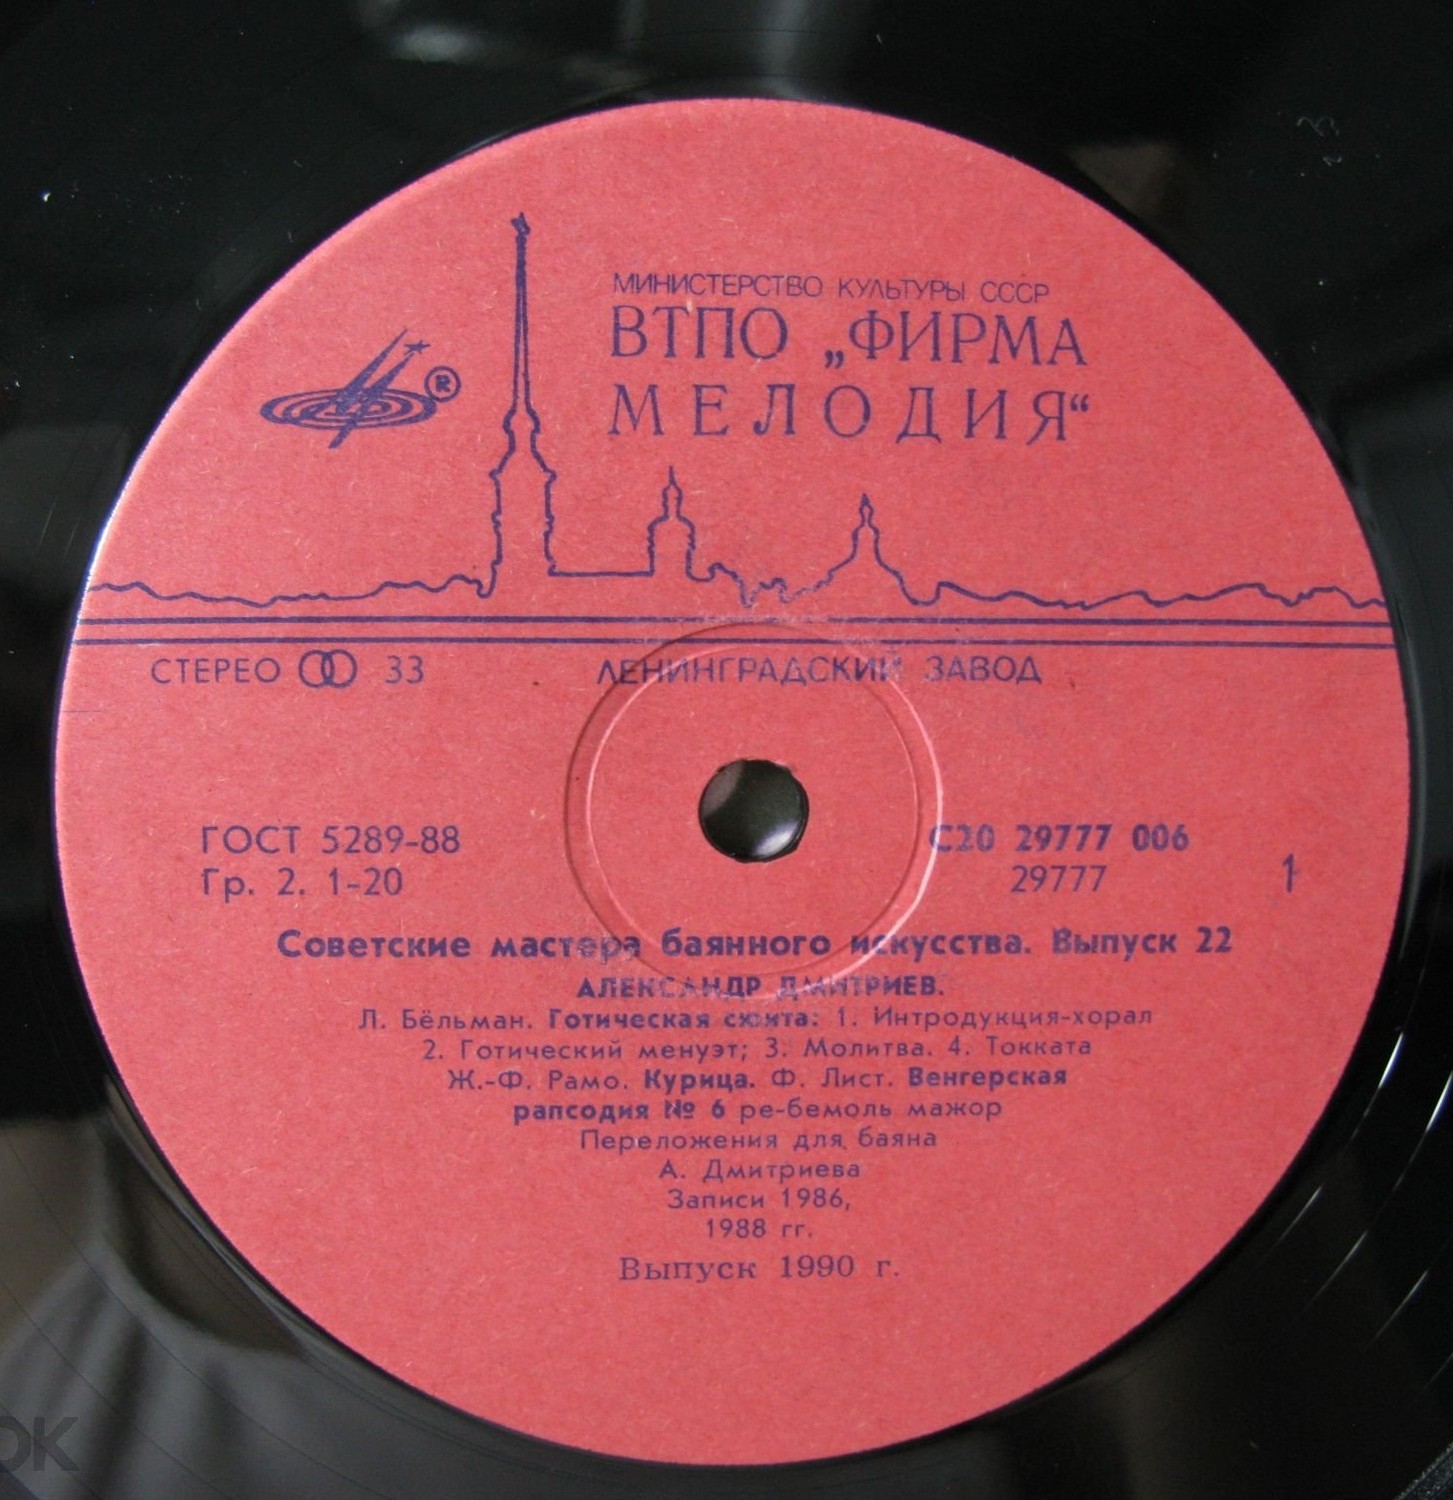 МИНИСТЕРСТВО КУЛЬТУРЫ СССР
ВТПО „ФИРМА
МЕЛОДИЯ“
®
СТЕРЕО 33 ЛЕНИНГРАДСКИЙ ЗАВОД
ГОСТ 5289-88 С20 29777 006
Гр. 2. 1-20 29777 1
Советские мастера баянного искусства. Выпуск 22
АЛЕКСАНДР ДМИТРИЕВ.
Л. Бёльман. Готическая сюита: 1. Интродукция-хорал
2. Готический менуэт; 3. Молитва. 4. Токката
Ж.-Ф. Рамо. Курица. Ф. Лист. Венгерская
рапсодия № 6 ре-бемоль мажор
Переложения для баяна
А. Дмитриева
Записи 1986,
1988 гг.
Выпуск 1990 г.
ОК